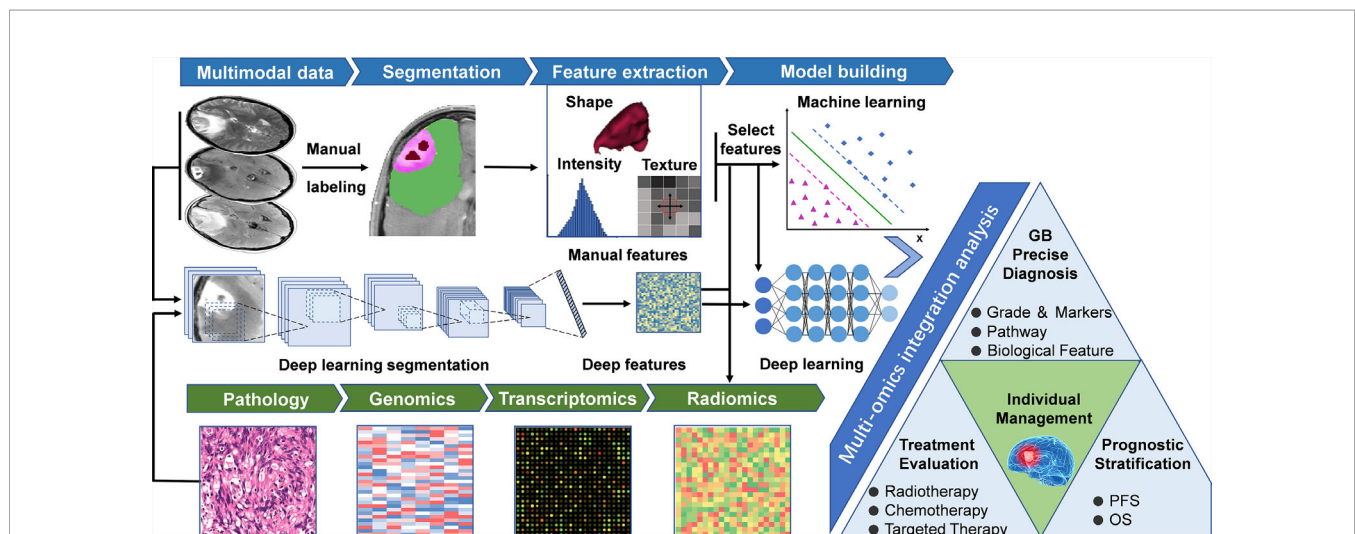 Multimodal data
Segmentation
Feature extraction
Model building
Shape
Machine learning
Manual
labeling
Intensity
Texture
Select
features
x
Manual features
Deep learning segmentation
Deep features
Deep learning
Pathology
Genomics
Transcriptomics
Radiomics
Multi-omics integration analysis
GB
Precise
Diagnosis
● Grade & Markers
● Pathway
● Biological Feature
Individual
Management
Treatment
Evaluation
● Radiotherapy
● Chemotherapy
● Targeted Therapy
Prognostic
Stratification
● PFS
● OS